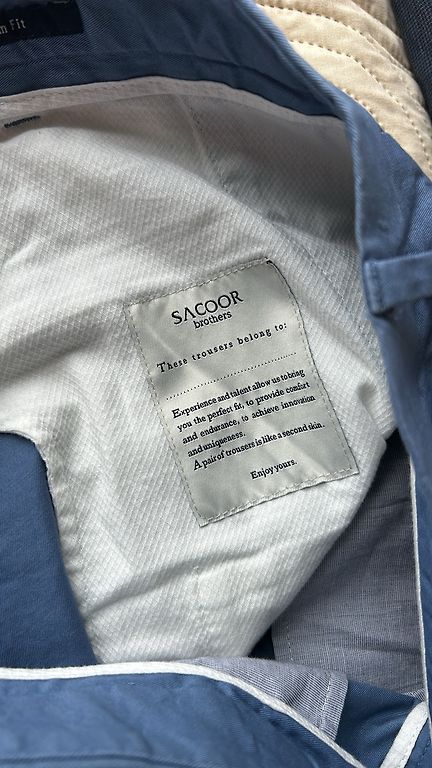 Fit
SACOOR
brothers
These trousers belong to:
Experience and talent allow us to bring
you the perfect fit, to provide comfort
and endurance, to achieve innovation
and uniqueness.
A pair of trousers is like a second skin.
Enjoy yours.